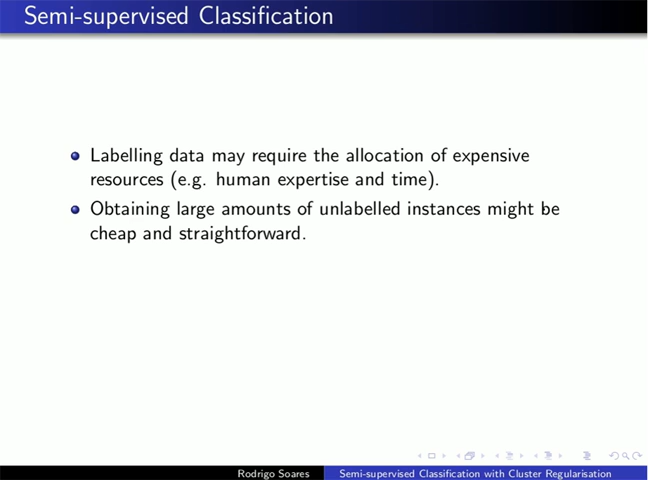 Semi-supervised Classification
Labelling data may require the allocation of expensive
resources (e.g. human expertise and time).
Obtaining large amounts of unlabelled instances might be
cheap and straightforward.
Rodrigo Soares
Semi-supervised Classification with Cluster Regularisation